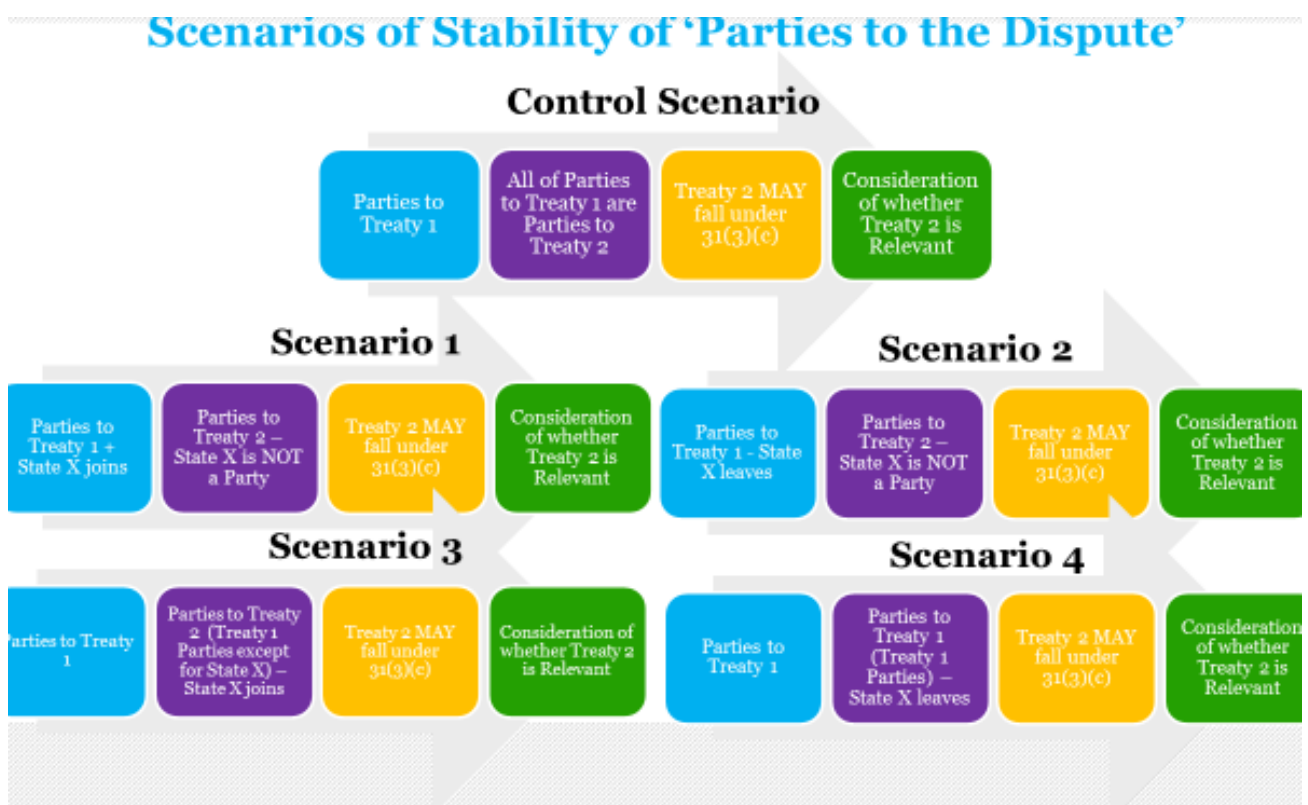 Scenarios of Stability of ‘Parties to the Dispute’
Control Scenario
Parties to
Treaty 1
All of Parties
to Treaty 1 are
Parties to
Treaty 2
Treaty 2 MAY
fall under
31(3)(c)
Consideration
of whether
Treaty 2 is
Relevant
Scenario 1
Parties to
Treaty 1 +
State X joins
Parties to
Treaty 2 –
State X is NOT
a Party
Treaty 2 MAY
fall under
31(3)(c)
Consideration
of whether
Treaty 2 is
Relevant
Scenario 2
Parties to
Treaty 1 - State
X leaves
Parties to
Treaty 2 –
State X is NOT
a Party
Treaty 2 MAY
fall under
31(3)(c)
Consideration
of whether
Treaty 2 is
Relevant
Scenario 3
arties to Treaty
1
Parties to Treaty
2 (Treaty 1
Parties except
for State X) –
State X joins
Treaty 2 MAY
fall under
31(3)(c)
Consideration of
whether Treaty 2
is Relevant
Scenario 4
Parties to
Treaty 1
Parties to
Treaty 1
(Treaty 1
Parties) –
State X leaves
Treaty 2 MAY
fall under
31(3)(c)
Consideration
of whether
Treaty 2 is
Relevant